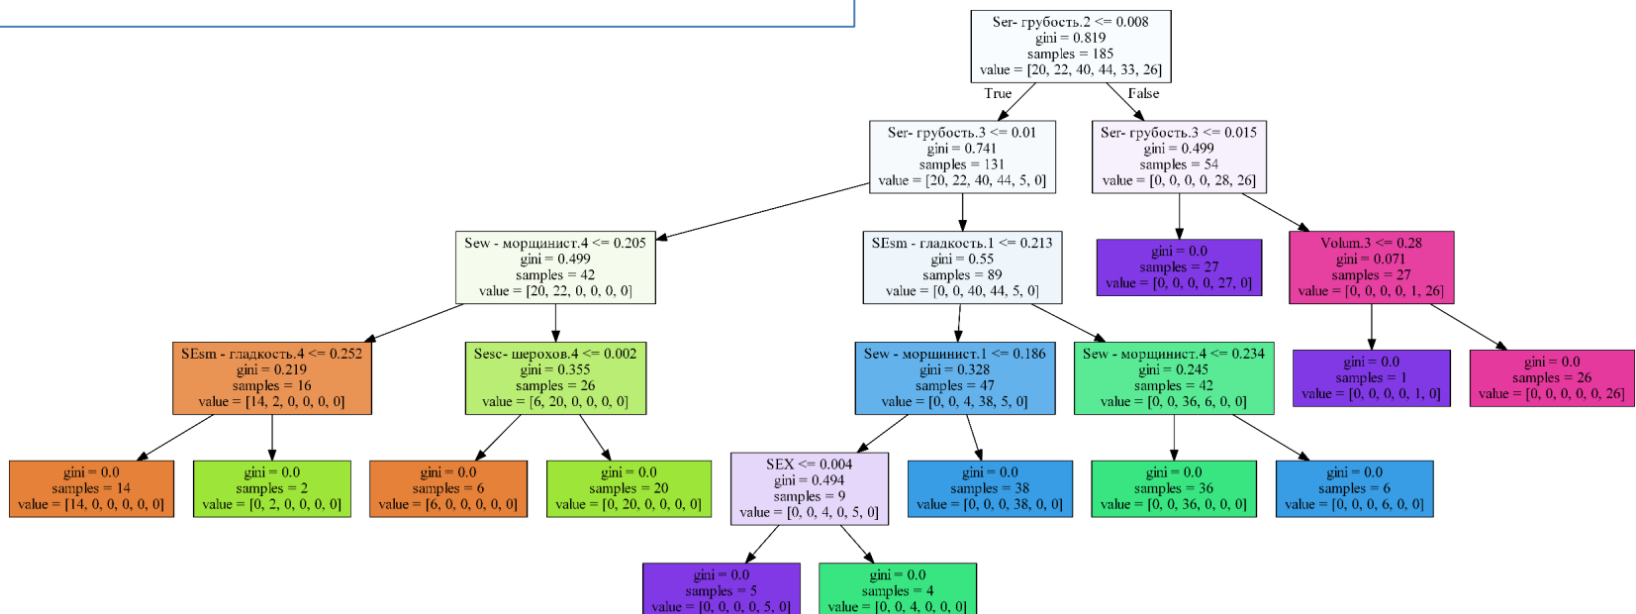 Ser- грубость.2 <= 0.008
gini = 0.819
samples = 185
value = [20, 22, 40, 44, 33, 26]
True
False
Ser- грубость.3 <= 0.01
gini = 0.741
samples = 131
value = [20, 22, 40, 44, 5, 0]
Ser- грубость.3 <= 0.015
gini = 0.499
samples = 54
value = [0, 0, 0, 0, 28, 26]
Sew - морщинист.4 <= 0.205
gini = 0.499
samples = 42
value = [20, 22, 0, 0, 0, 0]
SEsm - гладкость.1 <= 0.213
gini = 0.55
samples = 89
value = [0, 0, 40, 44, 5, 0]
gini = 0.0
samples = 27
value = [0, 0, 0, 0, 27, 0]
Volum.3 <= 0.28
gini = 0.071
samples = 27
value = [0, 0, 0, 0, 1, 26]
SEsm - гладкость.4 <= 0.252
gini = 0.219
samples = 16
value = [14, 2, 0, 0, 0, 0]
Sesc- шерохов.4 <= 0.002
gini = 0.355
samples = 26
value = [6, 20, 0, 0, 0, 0]
Sew - морщинист.1 <= 0.186
gini = 0.328
samples = 47
value = [0, 0, 4, 38, 5, 0]
Sew - морщинист.4 <= 0.234
gini = 0.245
samples = 42
value = [0, 0, 36, 6, 0, 0]
gini = 0.0
samples = 1
value = [0, 0, 0, 0, 1, 0]
gini = 0.0
samples = 26
value = [0, 0, 0, 0, 0, 26]
gini = 0.0
samples = 14
value = [14, 0, 0, 0, 0, 0]
gini = 0.0
samples = 2
value = [0, 2, 0, 0, 0, 0]
gini = 0.0
samples = 6
value = [6, 0, 0, 0, 0, 0]
gini = 0.0
samples = 20
value = [0, 20, 0, 0, 0, 0]
SEX <= 0.004
gini = 0.494
samples = 9
value = [0, 0, 4, 0, 5, 0]
gini = 0.0
samples = 38
value = [0, 0, 0, 38, 0, 0]
gini = 0.0
samples = 36
value = [0, 0, 36, 0, 0, 0]
gini = 0.0
samples = 6
value = [0, 0, 0, 6, 0, 0]
gini = 0.0
samples = 5
value = [0, 0, 0, 0, 5, 0]
gini = 0.0
samples = 4
value = [0, 0, 4, 0, 0, 0]